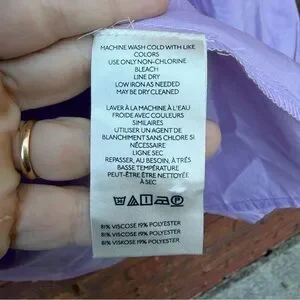 MACHINE WASH COLD WITH LIKE
COLORS
USE ONLY NON-CHLORINE
BLEACH
LINE DRY
LOW IRON AS NEEDED
MAY BE DRY CLEANED
LAVER À LA MACHINE À L'EAU
FROIDE AVEC COULEURS
SIMILAIRES
UTILISER UN AGENT DE
BLANCHIMENT SANS CHLORE SI
NÉCESSAIRE
LIGNE SEC
REPASSER, AU BESOIN, À TRÈS
BASSE TEMPÉRATURE
PEUT-ÊTRE ÊTRE NETTOYÉE
À SEC
81% VISCOSE 19% POLYESTER
81% VISCOSE 19% POLYESTER
81% VISKOSE 19% POLYESTER